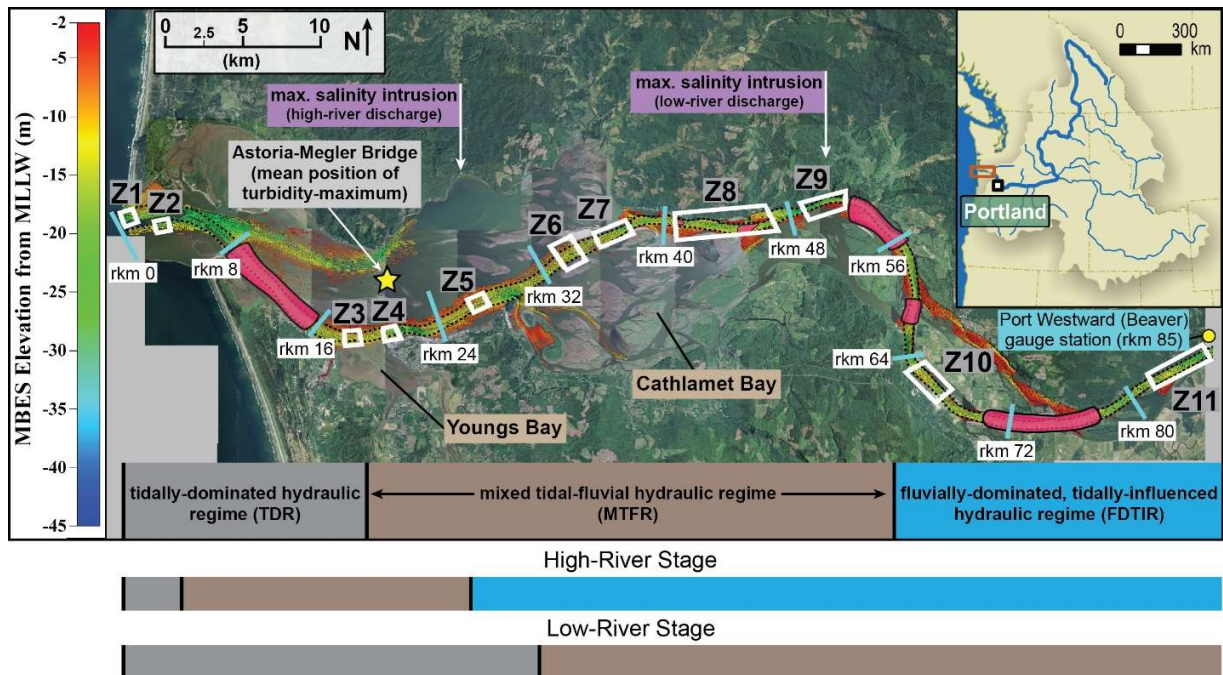 MBES Elevation from MLLW (m)
-2
-5
-10
-15
-20
-25
-30
-35
-40
-45
0
2.5
5
10
(km)
N
max. salinity intrusion
(high-river discharge)
max. salinity intrusion
(low-river discharge)
0
300
km
Portland
Astoria-Megler Bridge
(mean position of
turbidity-maximum)
Z1
Z2
Z3
Z4
Z5
Z6
Z7
Z8
Z9
Z10
Z11
rkm 0
rkm 8
rkm 16
rkm 24
rkm 32
rkm 40
rkm 48
rkm 56
rkm 64
rkm 72
rkm 80
Port Westward (Beaver)
gauge station (rkm 85)
Cathlamet Bay
Youngs Bay
tidally-dominated hydraulic
regime (TDR)
mixed tidal-fluvial hydraulic regime
(MTFR)
fluvially-dominated, tidally-influenced
hydraulic regime (FDTIR)
High-River Stage
Low-River Stage